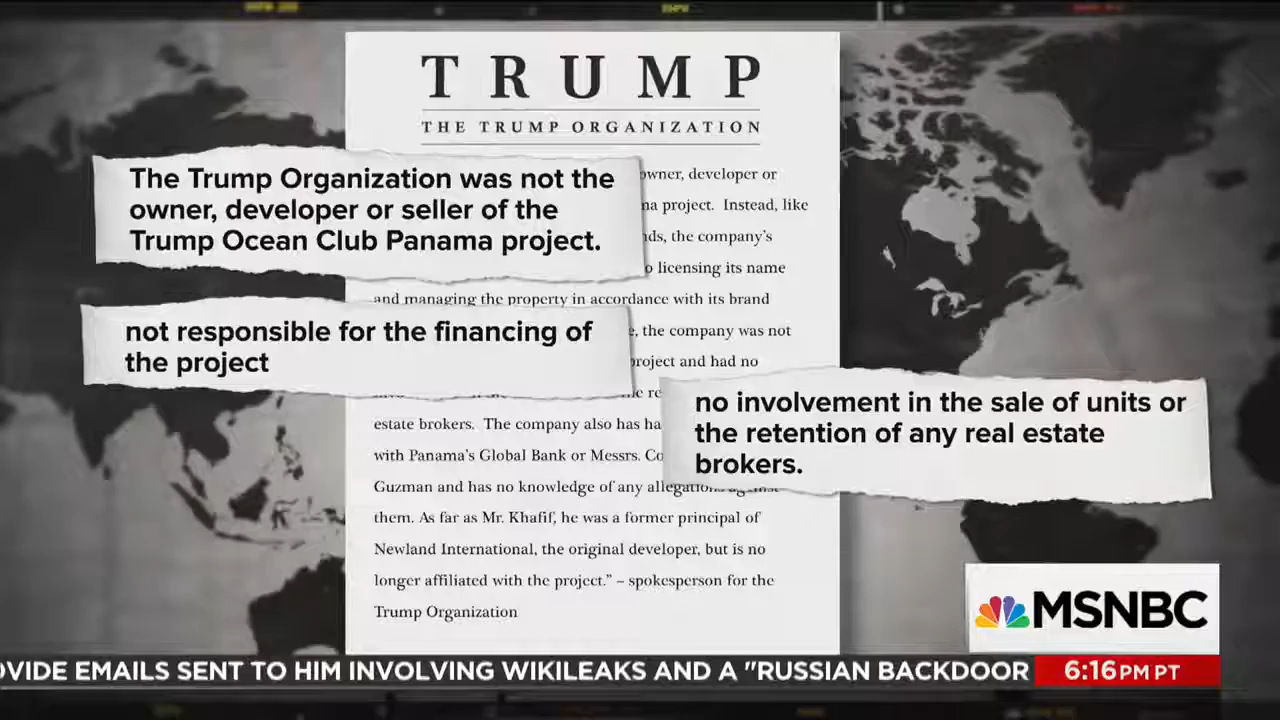 TRUMP
THE TRUMP ORGANIZATION
The Trump Organization was not the
owner, developer or seller of the
Trump Ocean Club Panama project.
owner, developer or
project. Instead, like
the company's
licensing its name
and managing the property in accordance with its brand
not responsible for the financing of
the project
the company was not
project and had no
no involvement in the sale of units or
the retention of any real estate
brokers.
estate brokers. The company also has
with Panama's Global Bank or Messrs.
Guzman and has no knowledge of any allegations against
them. As far as Mr. Khafif, he was a former principal of
Newland International, the original developer, but is no
longer affiliated with the project.” – spokesperson for the
Trump Organization
MSNBC
EMAILS SENT TO HIM INVOLVING WIKILEAKS AND A "RUSSIAN BACKDOOR
6:16 PM PT